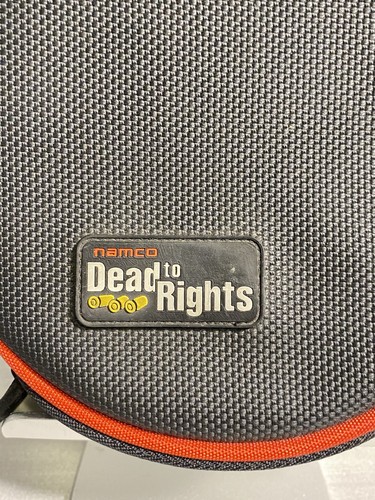 namco
Dead to
Rights